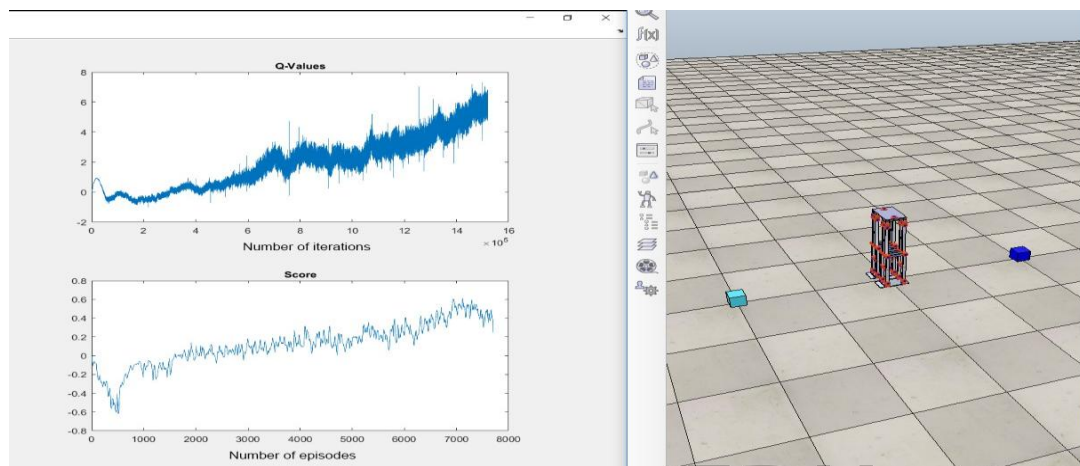 Q-Values
8
6
4
2
0
-2
0 2 4 6 8 10 12 14 16
× 10⁵
Number of iterations
Score
0.8
0.6
0.4
0.2
0
-0.2
-0.4
-0.6
-0.8
0 1000 2000 3000 4000 5000 6000 7000 8000
Number of episodes
f(x)